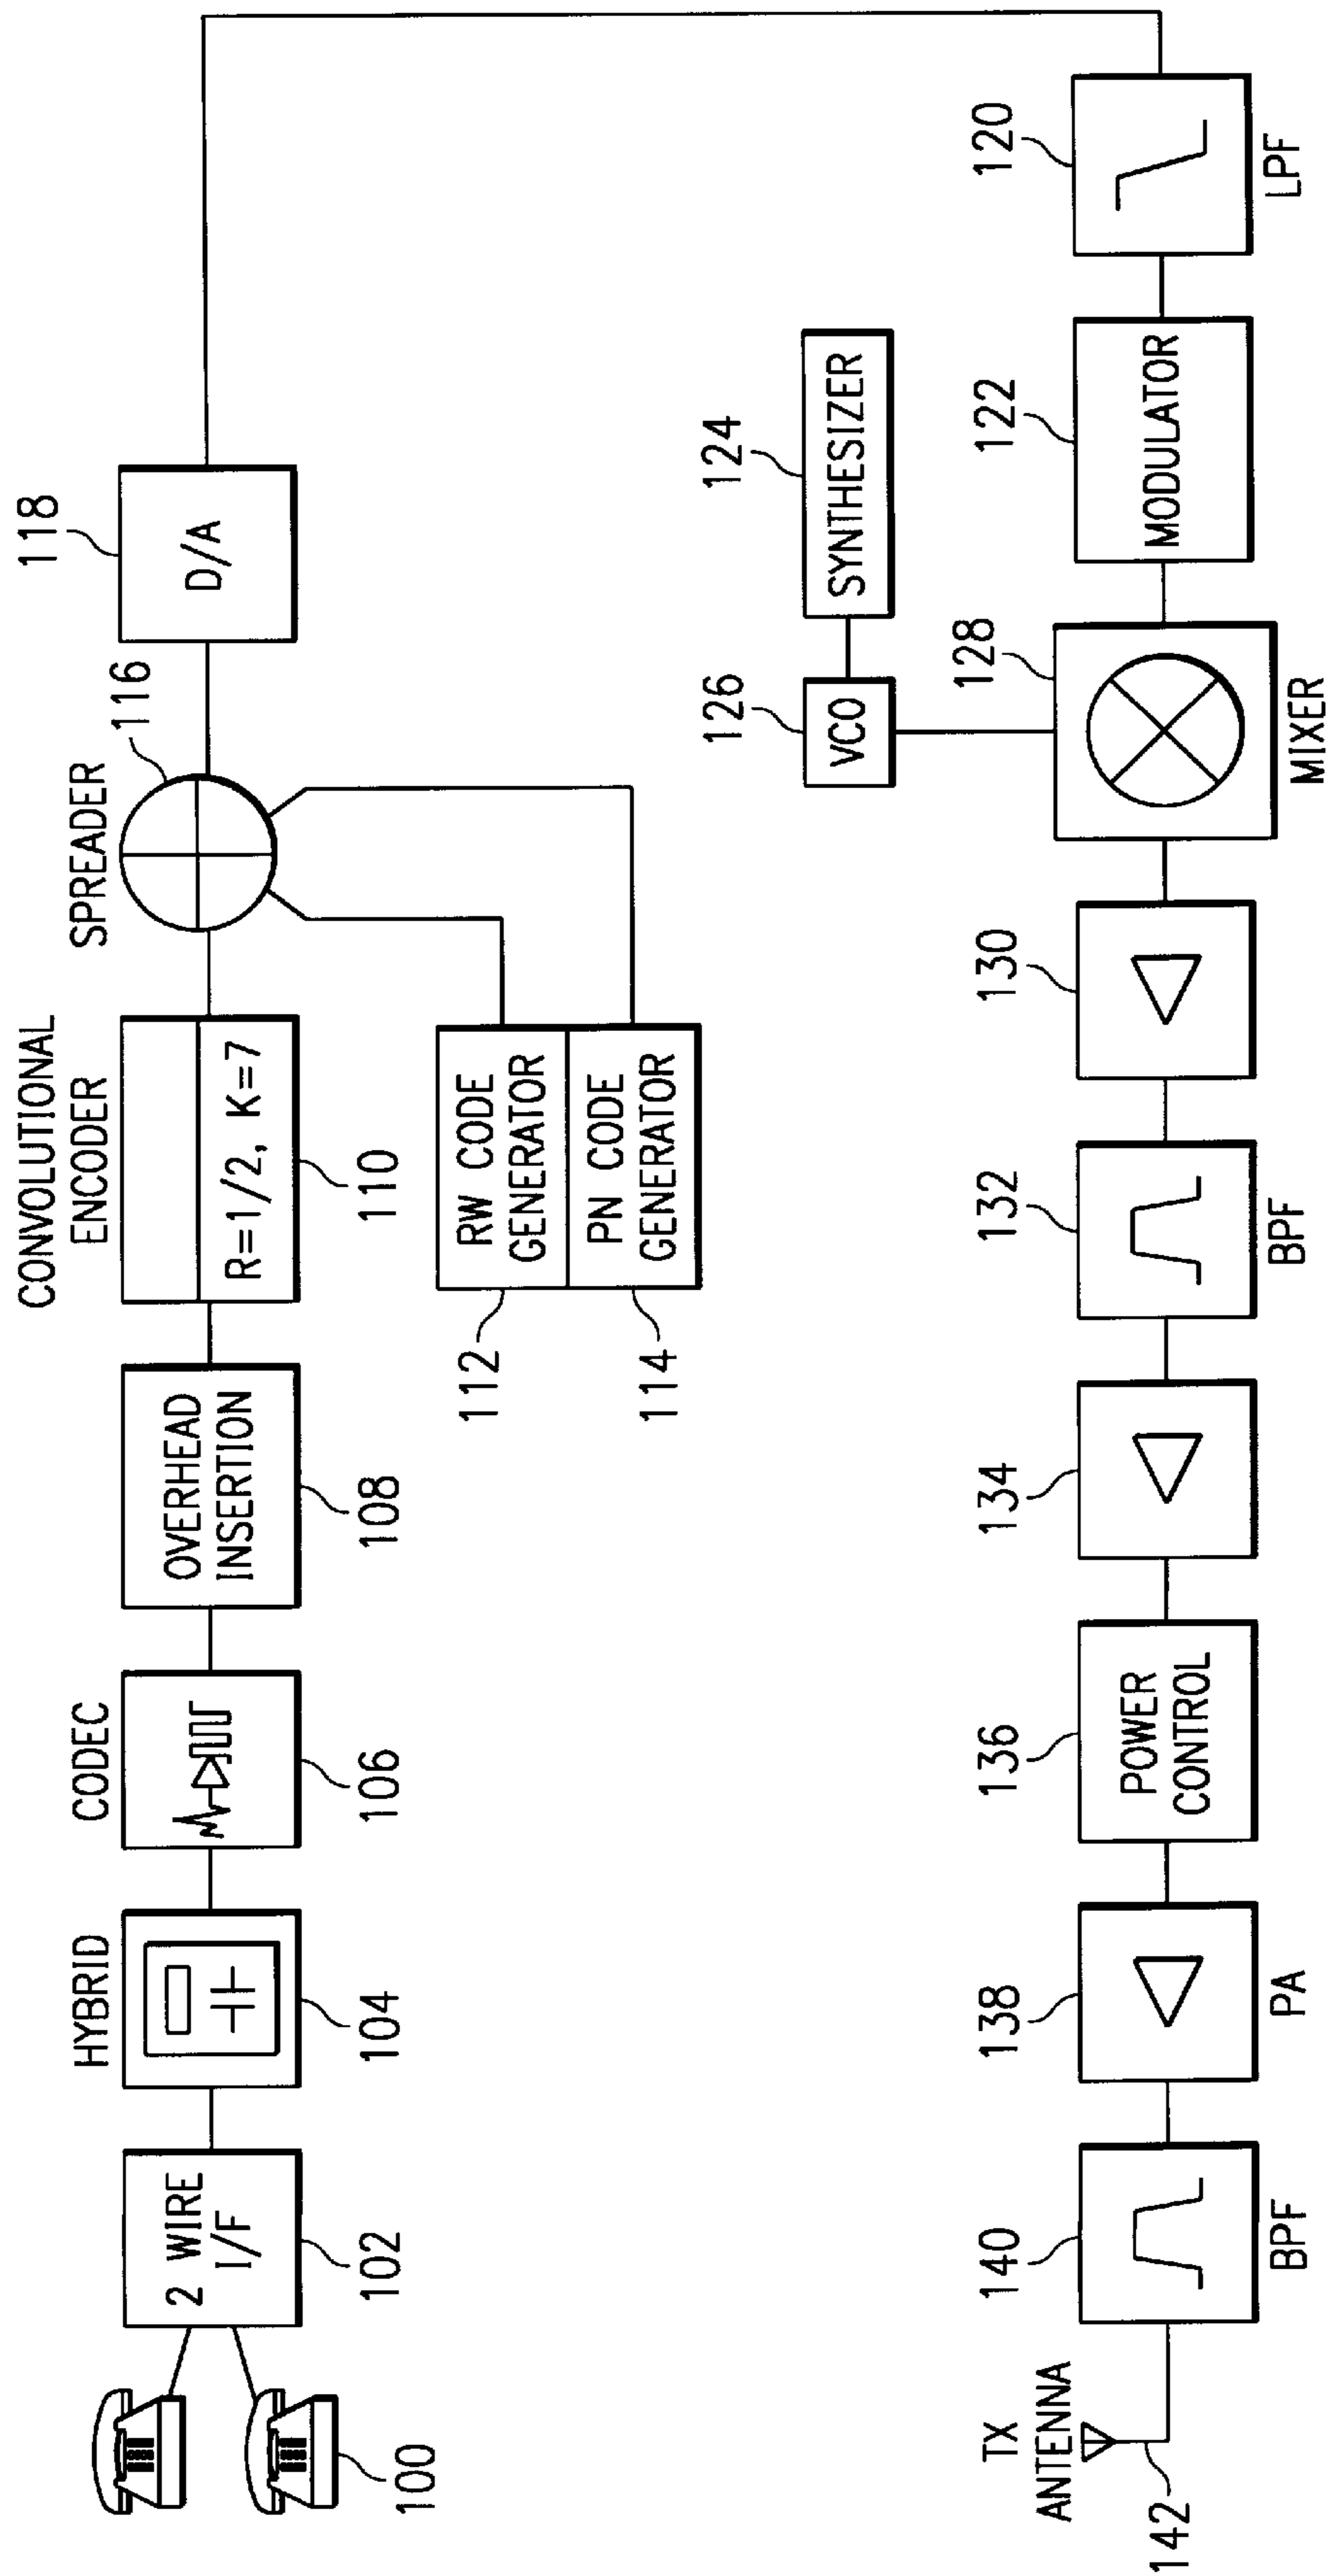 CONVOLUTIONAL
ENCODER
SPREADER
116
118
HYBRID
CODEC
2 WIRE
I/F
OVERHEAD
INSERTION
R=1/2, K=7
D/A
100
102
104
106
108
110
112
RW CODE
GENERATOR
114
PN CODE
GENERATOR
126
124
VCO
SYNTHESIZER
TX
ANTENNA
142
140
138
136
134
132
130
128
122
120
POWER
CONTROL
MODULATOR
BPF
PA
BPF
MIXER
LPF